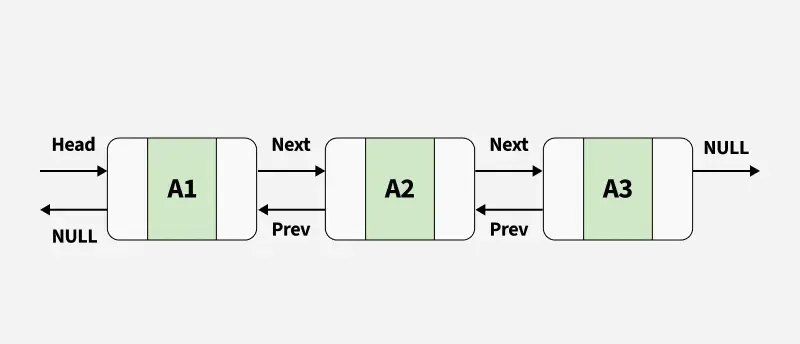 Head
Next
Next
NULL
A1
A2
A3
NULL
Prev
Prev